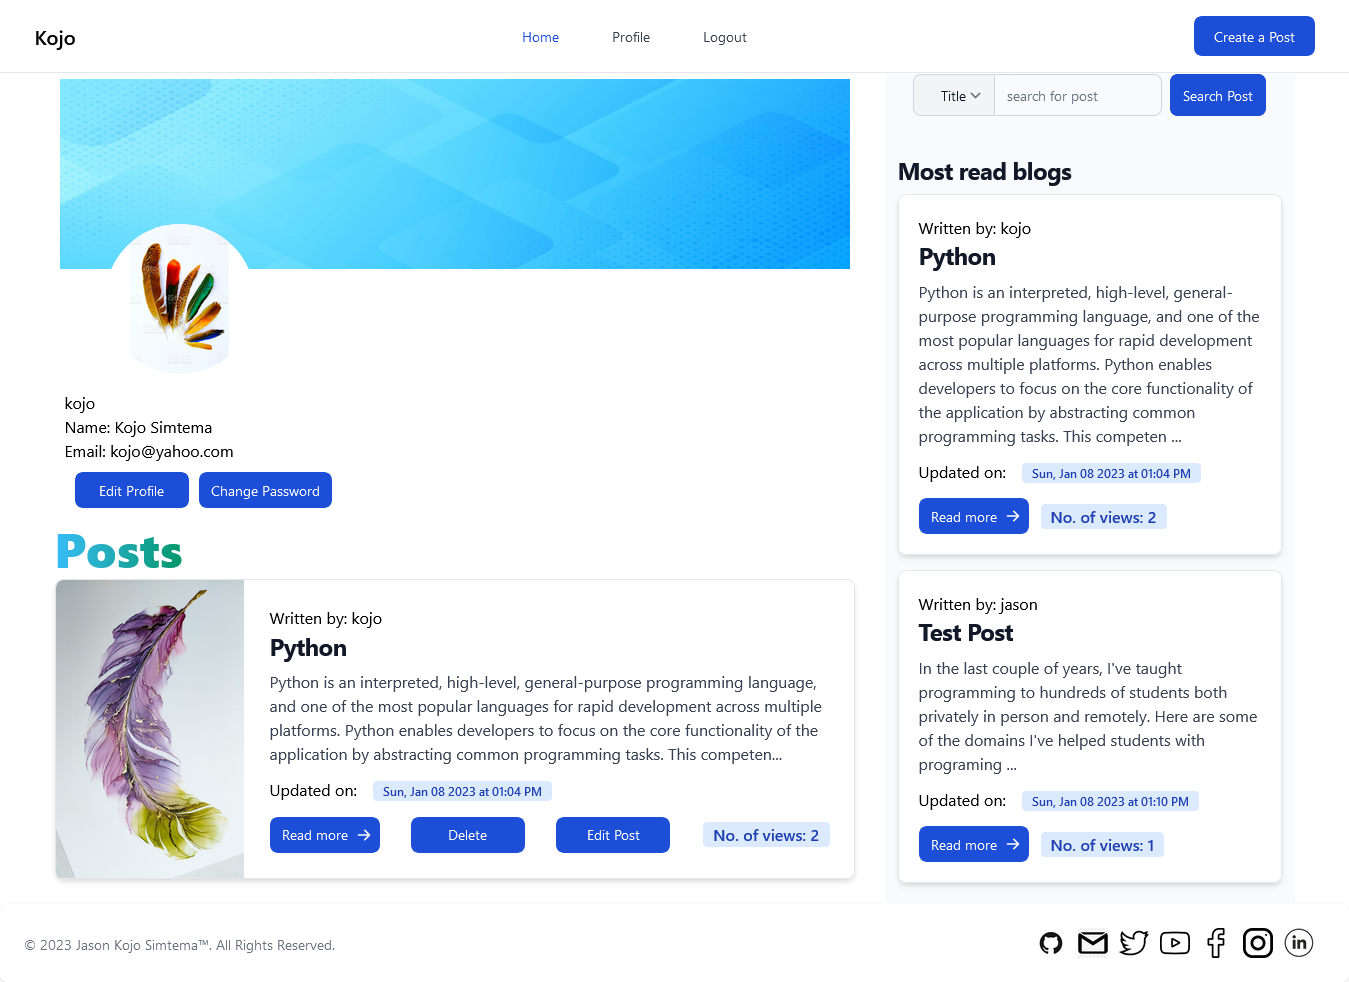 Kojo
Home
Profile
Logout
Create a Post
Title
search for post
Search Post
kojo
Name: Kojo Simtema
Email: kojo@yahoo.com
Edit Profile
Change Password
Posts
Written by: kojo
Python
Python is an interpreted, high-level, general-purpose programming language,
and one of the most popular languages for rapid development across multiple
platforms. Python enables developers to focus on the core functionality of the
application by abstracting common programming tasks. This competen...
Updated on: Sun, Jan 08 2023 at 01:04 PM
Read more
Delete
Edit Post
No. of views: 2
Most read blogs
Written by: kojo
Python
Python is an interpreted, high-level, general-
purpose programming language, and one of the
most popular languages for rapid development
across multiple platforms. Python enables
developers to focus on the core functionality of
the application by abstracting common
programming tasks. This competen ...
Updated on: Sun, Jan 08 2023 at 01:04 PM
Read more
No. of views: 2
Written by: jason
Test Post
In the last couple of years, I've taught
programming to hundreds of students both
privately in person and remotely. Here are some
of the domains I've helped students with
programing ...
Updated on: Sun, Jan 08 2023 at 01:10 PM
Read more
No. of views: 1
© 2023 Jason Kojo Simtema™. All Rights Reserved.
in